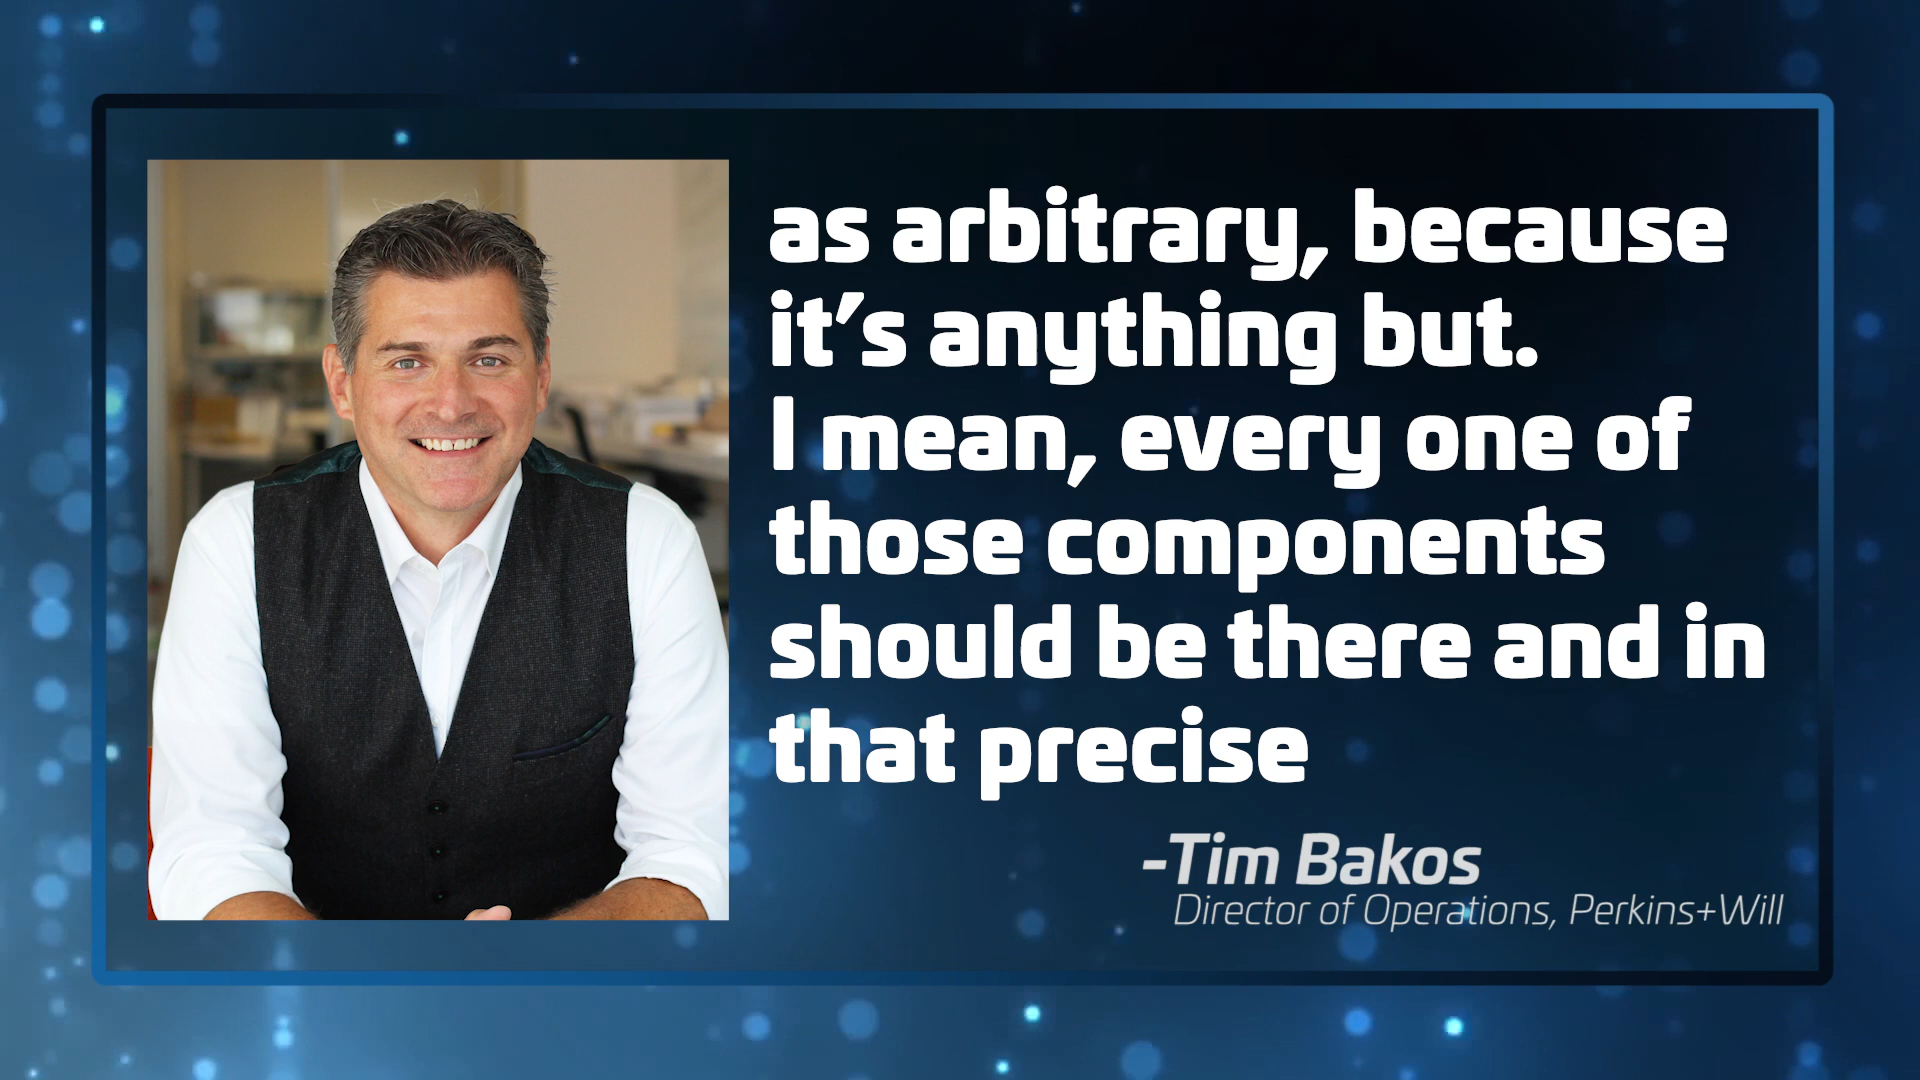 as arbitrary, because
it's anything but.
I mean, every one of
those components
should be there and in
that precise
-Tim Bakos
Director of Operations, Perkins+Will